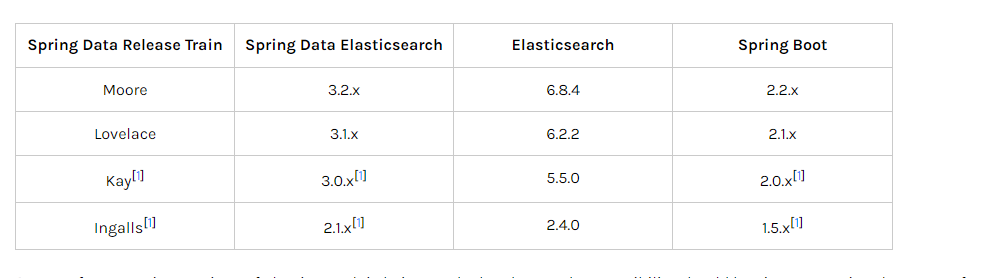 Spring Data Release Train Spring Data Elasticsearch Elasticsearch Spring Boot
Moore 3.2.x 6.8.4 2.2.x
Lovelace 3.1.x 6.2.2 2.1.x
Kay[1] 3.0.x[1] 5.5.0 2.0.x[1]
Ingalls[1] 2.1.x[1] 2.4.0 1.5.x[1]